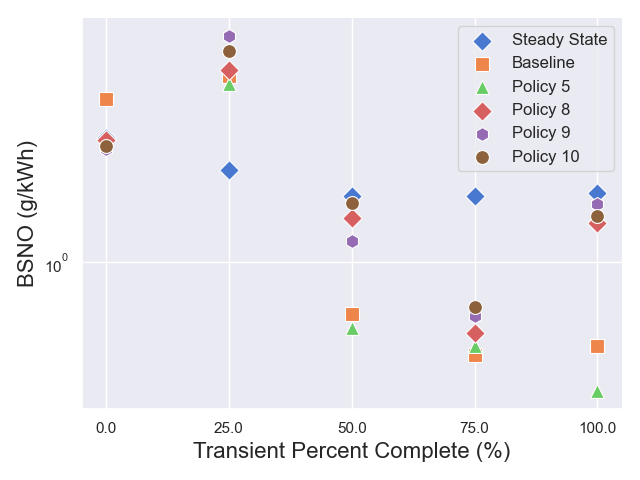 Steady State
Baseline
Policy 5
Policy 8
Policy 9
Policy 10
BSNO (g/kWh)
10⁰
0.0 25.0 50.0 75.0 100.0
Transient Percent Complete (%)